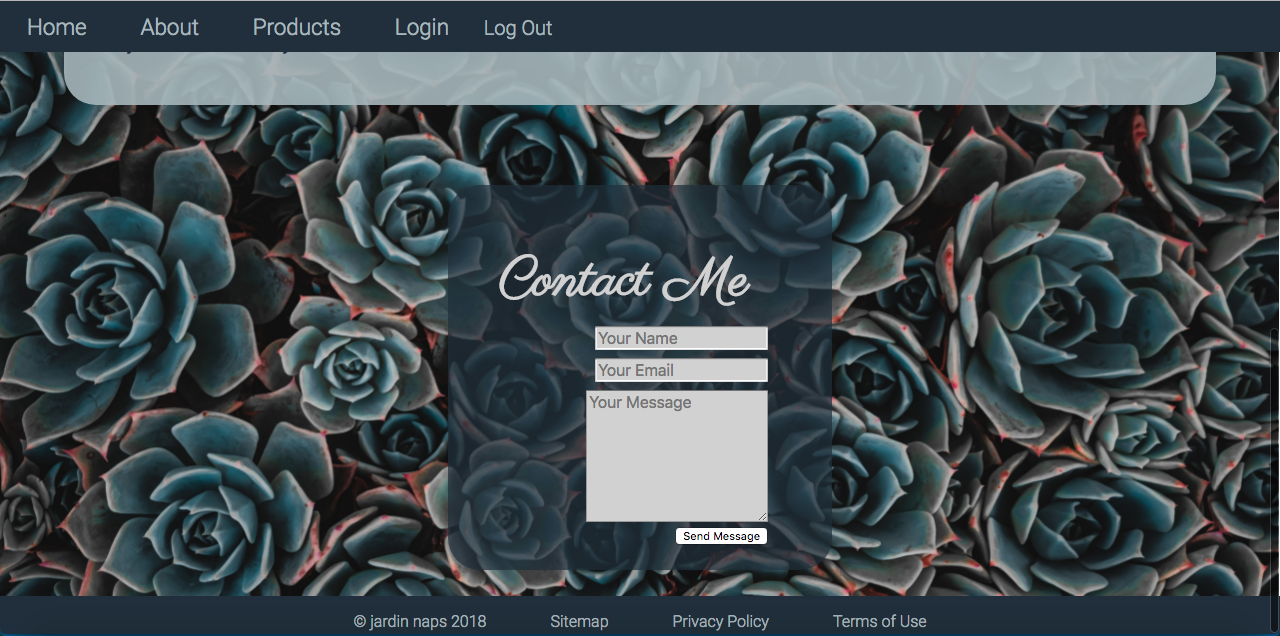 Home About Products Login Log Out
Contact Me
Your Name
Your Email
Your Message
Send Message
© jardin naps 2018 Sitemap Privacy Policy Terms of Use